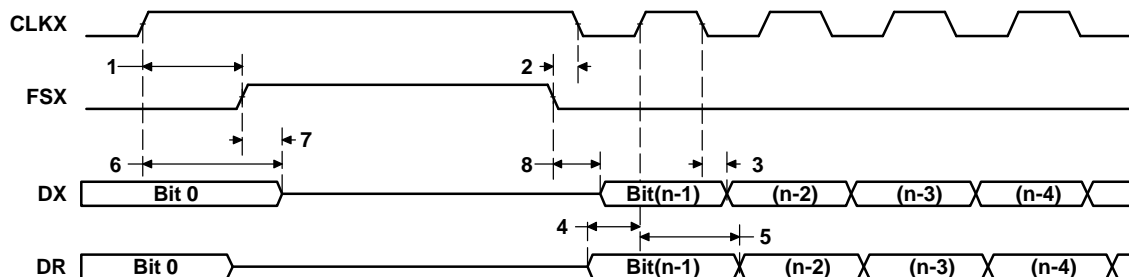 CLKX
1 2
FSX
7
6 8 3
DX Bit 0 Bit(n-1) (n-2) (n-3) (n-4)
4 5
DR Bit 0 Bit(n-1) (n-2) (n-3) (n-4)